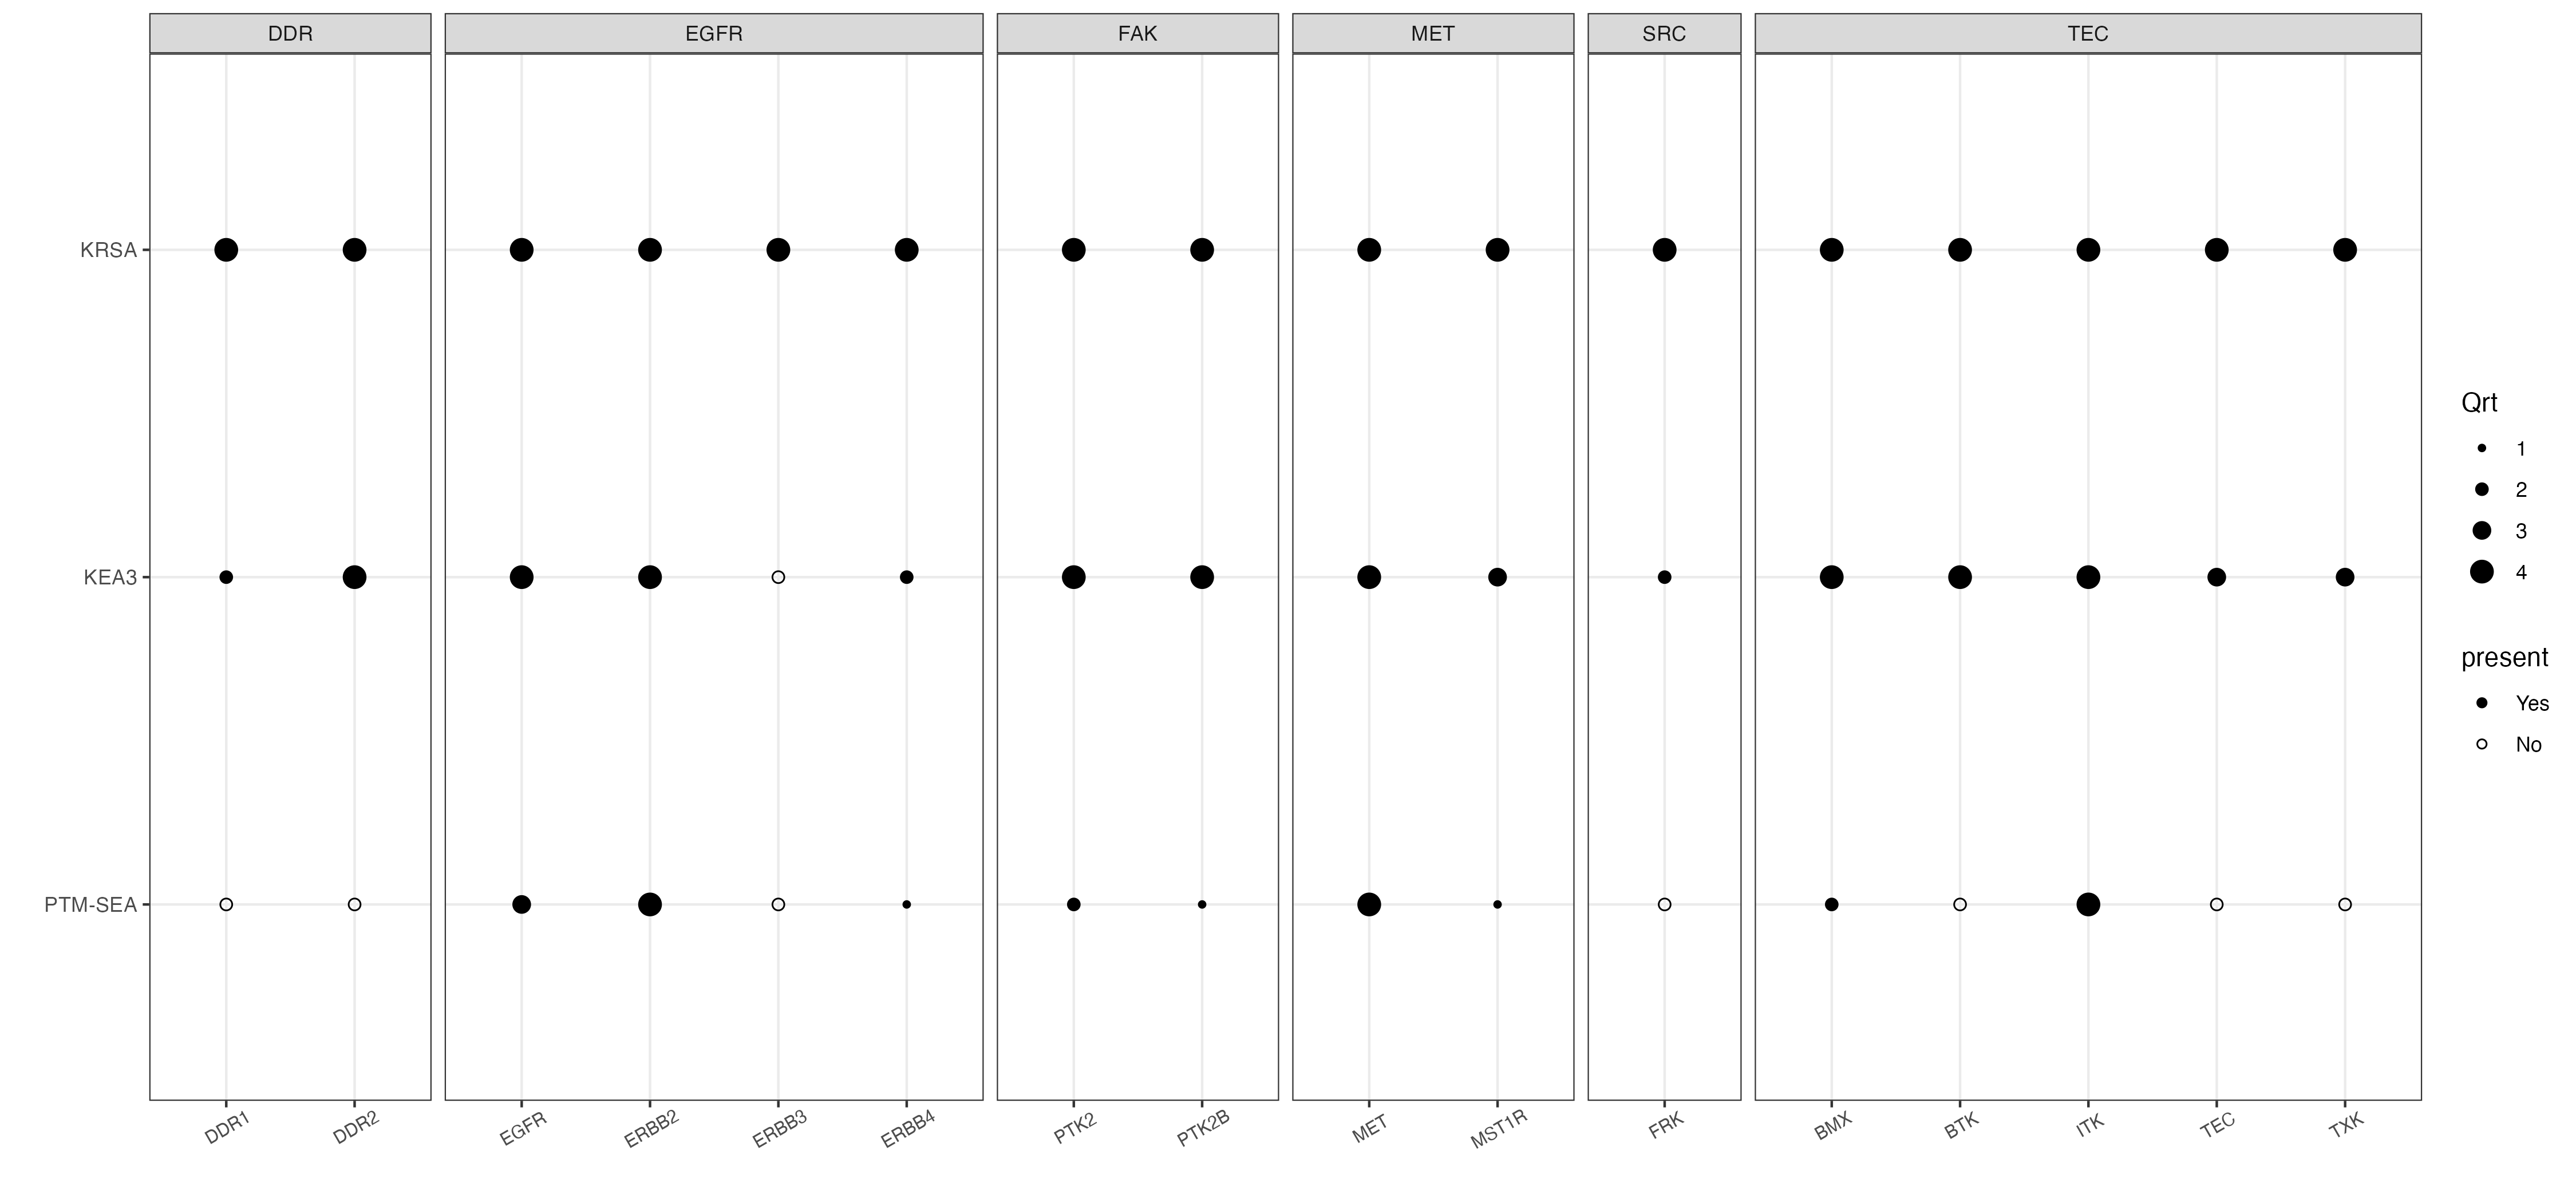 DDR EGFR FAK MET SRC TEC
KRSA
KEA3
PTM-SEA
DDR1 DDR2 EGFR ERBB2 ERBB3 ERBB4 PTK2 PTK2B MET MST1R FRK BMX BTK ITK TEC TXK
Qrt
1
2
3
4
present
Yes
No